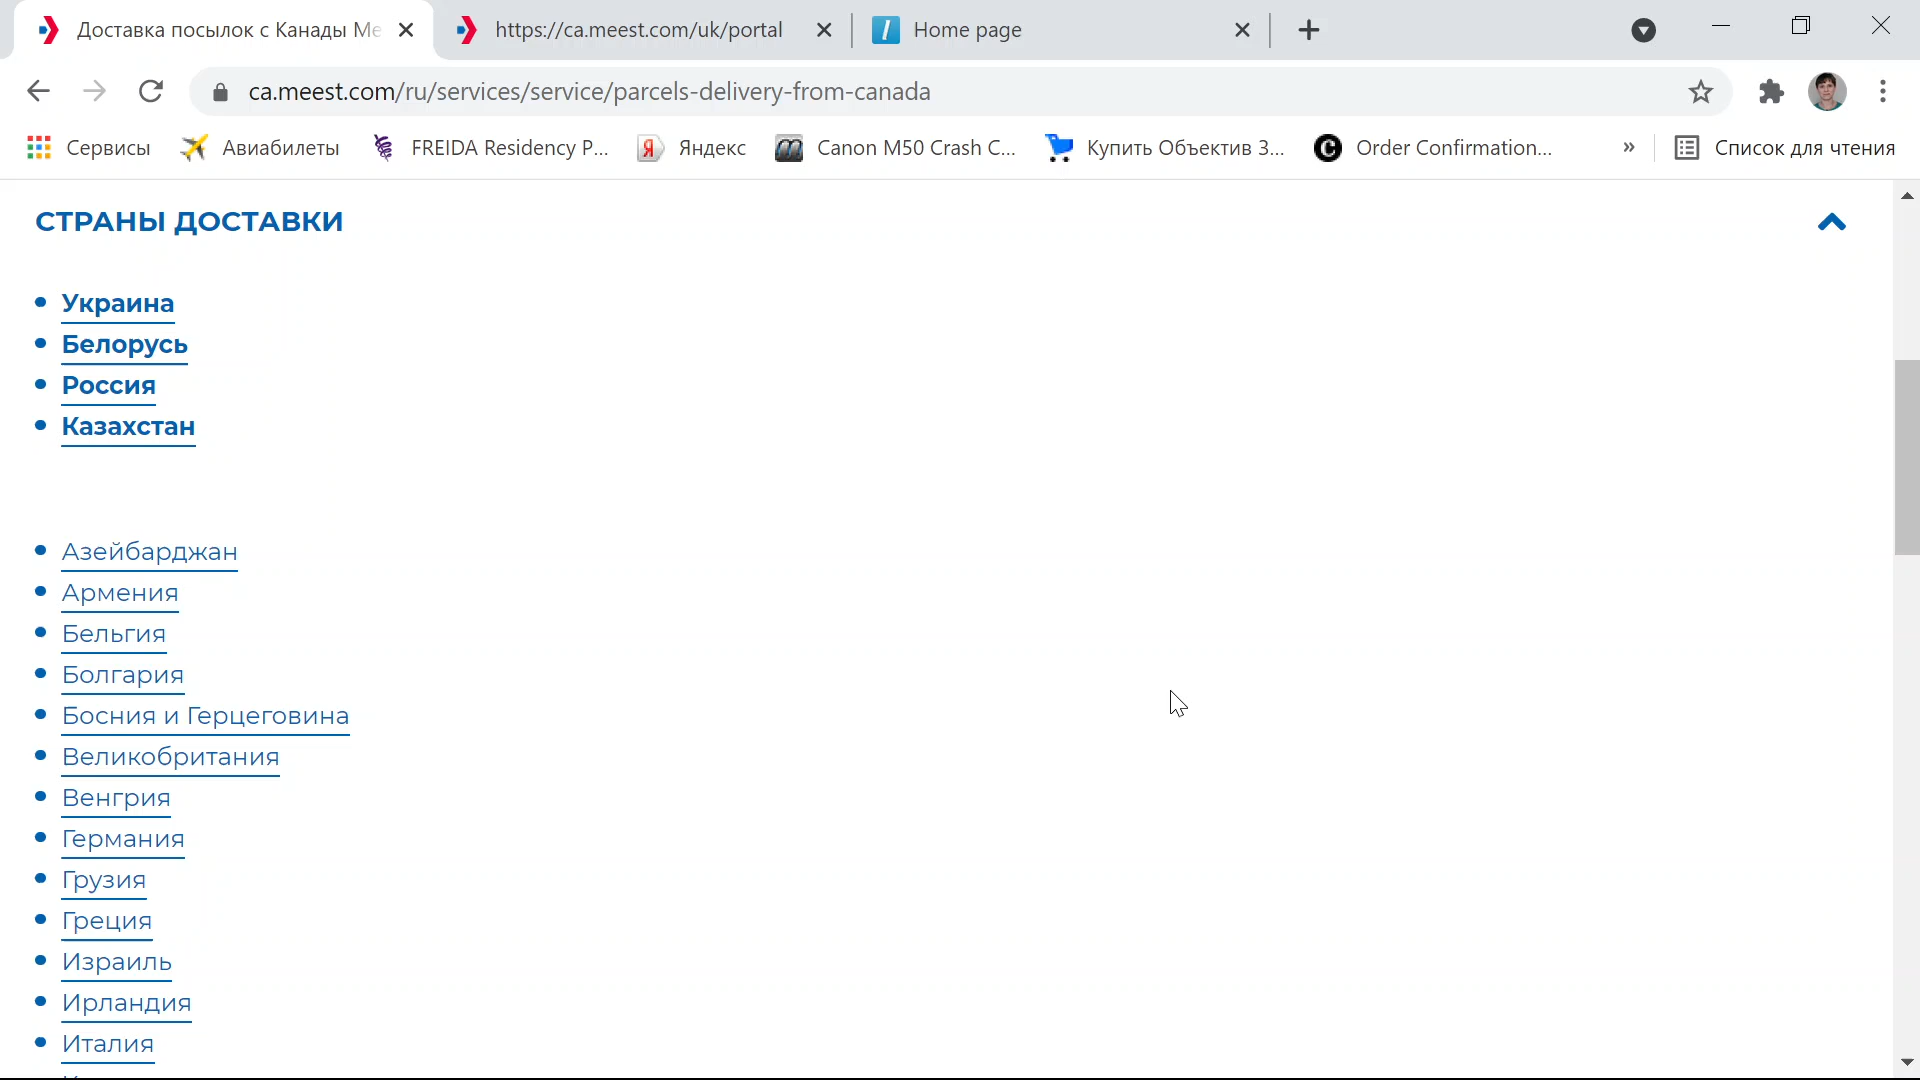 Доставка посылок с Канады Me
https://ca.meest.com/uk/portal
Home page
ca.meest.com/ru/services/service/parcels-delivery-from-canada
Сервисы
Авиабилеты
FREIDA Residency P...
Яндекс
Canon M50 Crash C...
Купить Объектив З...
Order Confirmation...
»
Список для чтения
СТРАНЫ ДОСТАВКИ
• Украина
• Белорусь
• Россия
• Казахстан
• Азейбарджан
• Армения
• Бельгия
• Болгария
• Босния и Герцеговина
• Великобритания
• Венгрия
• Германия
• Грузия
• Греция
• Израиль
• Ирландия
• Италия